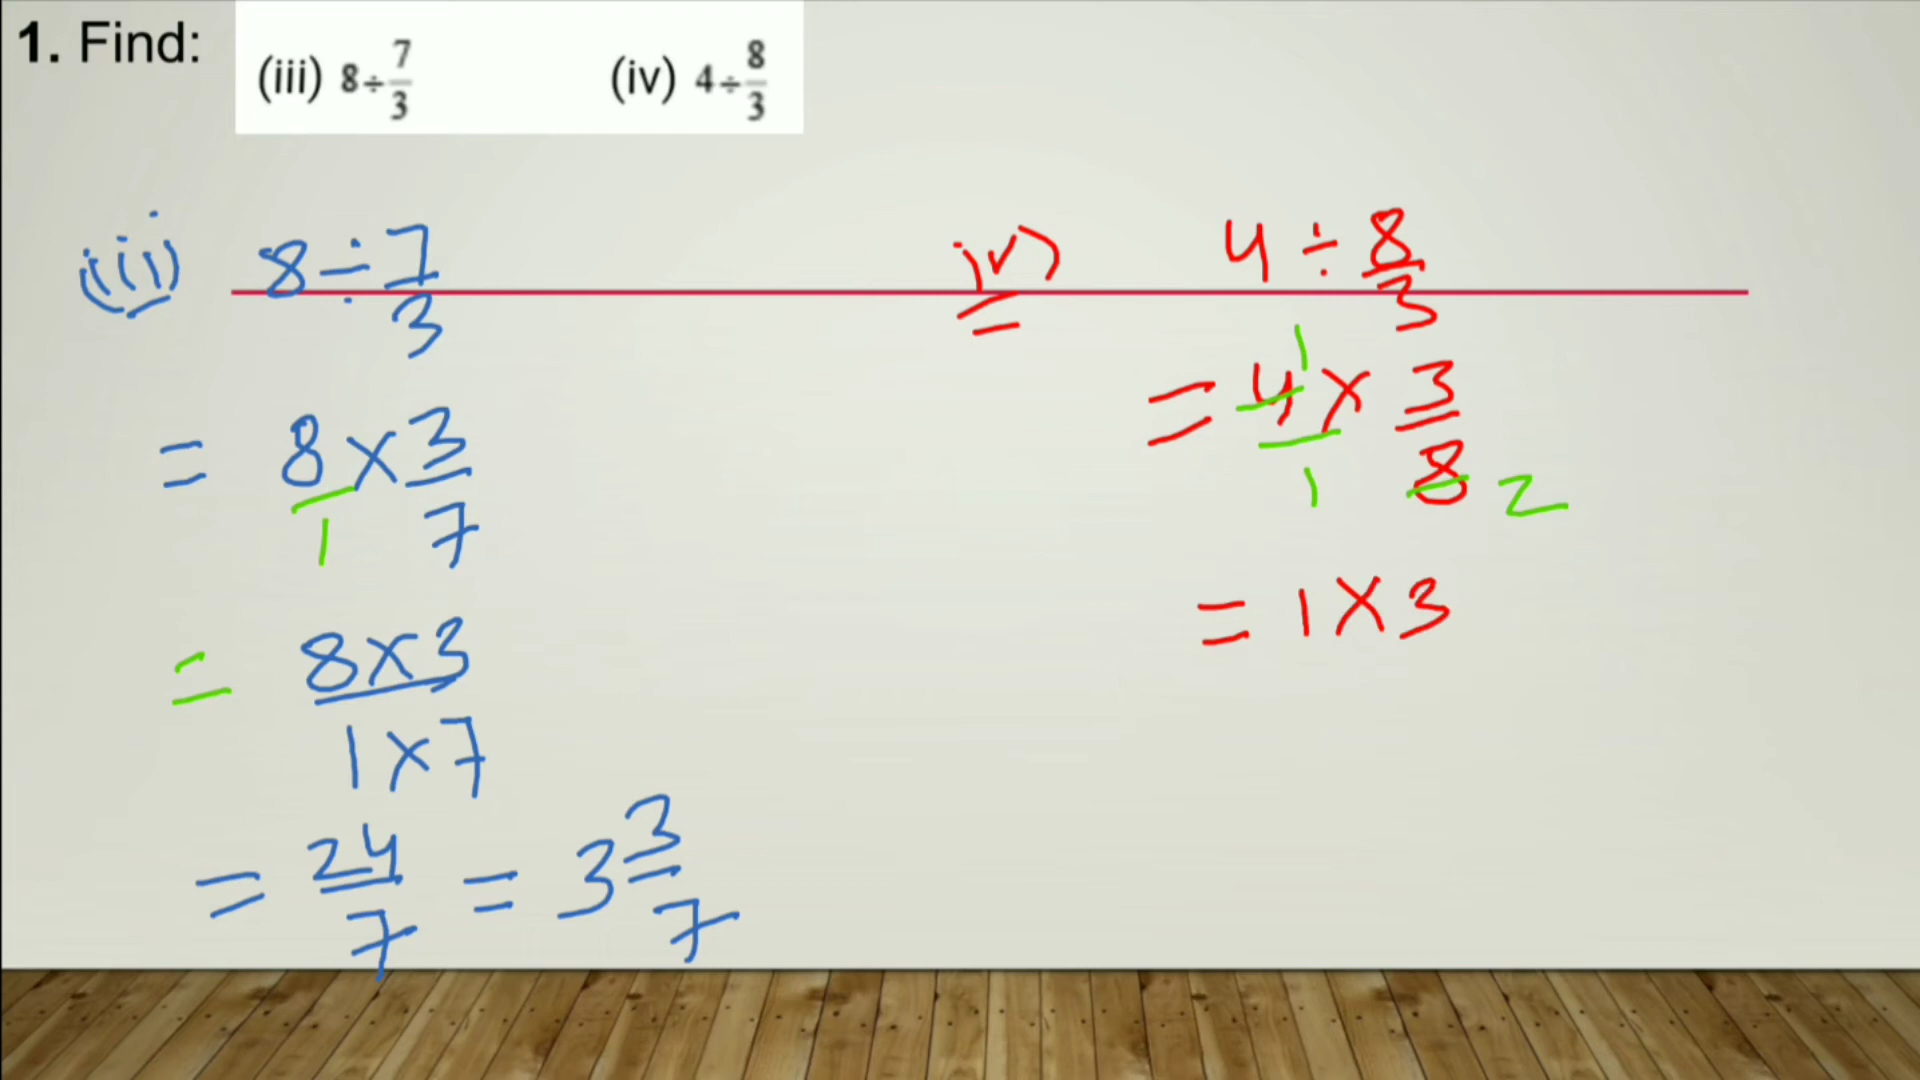 1. Find:
(iii) 8 ÷ 7/3 (iv) 4 ÷ 8/3
(iii) 8 ÷ 7/3
= 8/1 × 3/7
= 8×3/1×7
= 24/7 = 3 3/7
iv) 4 ÷ 8/3
= 4/1 × 3/8 1 2
= 1×3